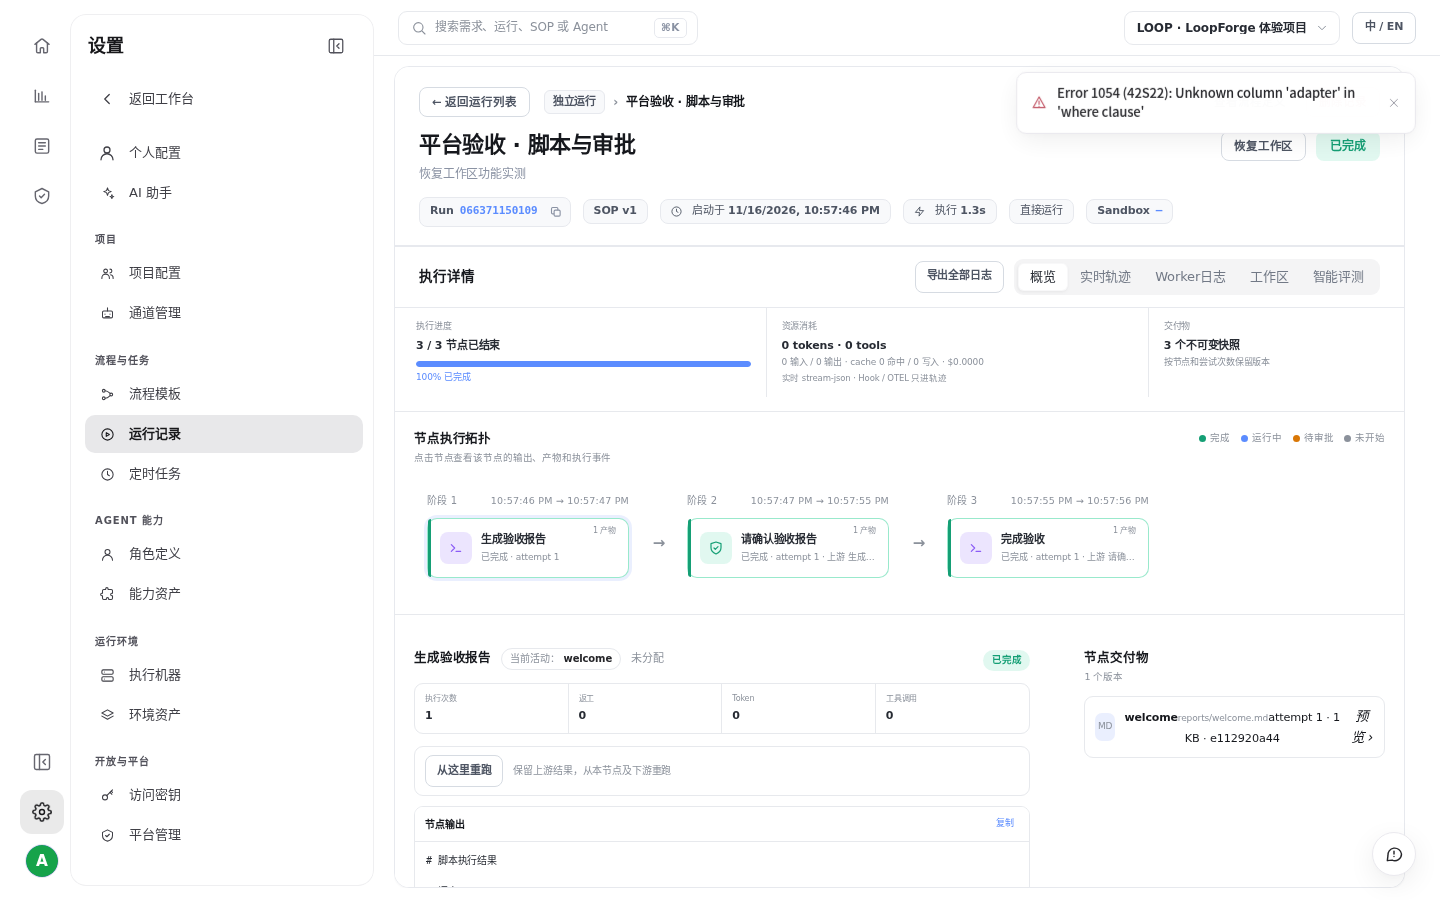 设置
返回工作台
个人配置
AI 助手
项目
项目配置
通道管理
流程与任务
流程模板
运行记录
定时任务
AGENT 能力
角色定义
能力资产
运行环境
执行机器
环境资产
开放与平台
访问密钥
平台管理
A
搜索需求、运行、SOP 或 Agent
⌘K
LOOP · LoopForge 体验项目
中 / EN
Error 1054 (42S22): Unknown column 'adapter' in
'where clause'
← 返回运行列表
独立运行 › 平台验收 · 脚本与审批
平台验收 · 脚本与审批
恢复工作区功能实测
恢复工作区
已完成
Run 066371150109
SOP v1
启动于 11/16/2026, 10:57:46 PM
执行 1.3s
直接运行
Sandbox –
执行详情
导出全部日志
概览
实时轨迹
Worker日志
工作区
智能评测
执行进度
3 / 3 节点已结束
100% 已完成
资源消耗
0 tokens · 0 tools
0 输入 / 0 输出 · cache 0 命中 / 0 写入 · $0.0000
实时 stream-json · Hook / OTEL 只进轨迹
交付物
3 个不可变快照
按节点和尝试次数保留版本
节点执行拓扑
点击节点查看该节点的输出、产物和执行事件
完成
运行中
待审批
未开始
阶段 1
10:57:46 PM → 10:57:47 PM
1 产物
生成验收报告
已完成 · attempt 1
→
阶段 2
10:57:47 PM → 10:57:55 PM
1 产物
请确认验收报告
已完成 · attempt 1 · 上游 生成…
→
阶段 3
10:57:55 PM → 10:57:56 PM
1 产物
完成验收
已完成 · attempt 1 · 上游 请确…
生成验收报告
当前活动: welcome
未分配
已完成
执行次数
1
返工
0
Token
0
工具调用
0
从这里重跑
保留上游结果，从本节点及下游重跑
节点输出
复制
# 脚本执行结果
节点交付物
1 个版本
MD
welcomereports/welcome.mdattempt 1 · 1
KB · e112920a44
预
览 ›